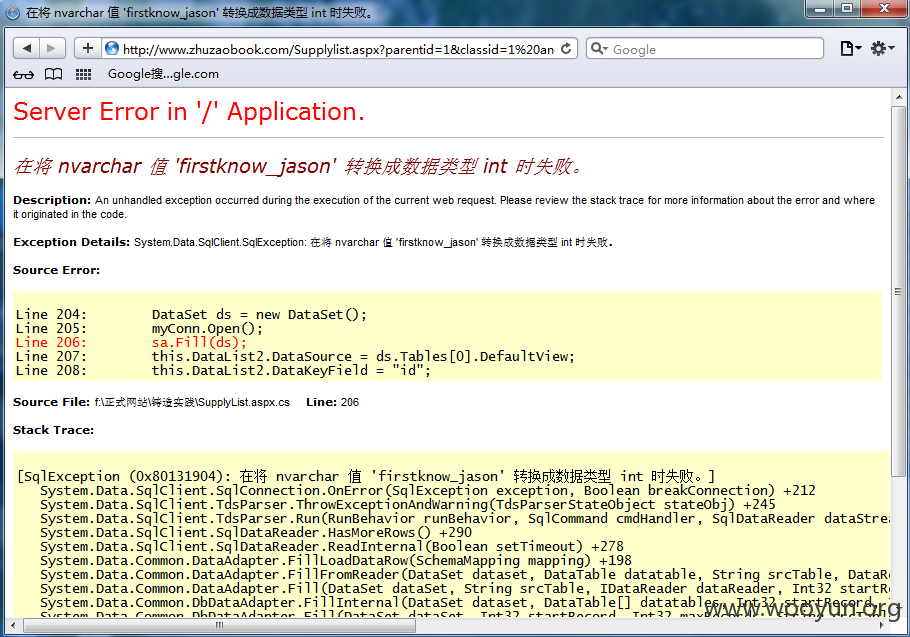 在将 nvarchar 值 'firstknow_jason' 转换成数据类型 int 时失败。
http://www.zhuzaobook.com/Supplylist.aspx?parentid=1&classid=1%20an
Google
Google搜...gle.com
Server Error in '/' Application.
在将 nvarchar 值 'firstknow_jason' 转换成数据类型 int 时失败。
Description: An unhandled exception occurred during the execution of the current web request. Please review the stack trace for more information about the error and where
it originated in the code.
Exception Details: System.Data.SqlClient.SqlException: 在将 nvarchar 值 'firstknow_jason' 转换成数据类型 int 时失败。
Source Error:
Line 204:        DataSet ds = new DataSet();
Line 205:        myConn.Open();
Line 206:        sa.Fill(ds);
Line 207:        this.DataList2.DataSource = ds.Tables[0].DefaultView;
Line 208:        this.DataList2.DataKeyField = "id";
Source File: f:\正式网站\铸造实践\SupplyList.aspx.cs    Line: 206
Stack Trace:
[SqlException (0x80131904): 在将 nvarchar 值 'firstknow_jason' 转换成数据类型 int 时失败。]
System.Data.SqlClient.SqlConnection.OnError(SqlException exception, Boolean breakConnection) +212
System.Data.SqlClient.TdsParser.ThrowExceptionAndWarning(TdsParserStateObject stateObj) +245
System.Data.SqlClient.TdsParser.Run(RunBehavior runBehavior, SqlCommand cmdHandler, SqlDataReader dataStrea
System.Data.SqlClient.SqlDataReader.HasMoreRows() +290
System.Data.SqlClient.SqlDataReader.ReadInternal(Boolean setTimeout) +278
System.Data.Common.DataAdapter.FillLoadDataRow(SchemaMapping mapping) +198
System.Data.Common.DataAdapter.FillFromReader(DataSet dataset, DataTable datatable, String srcTable, DataRe
System.Data.Common.DataAdapter.Fill(DataSet dataSet, String srcTable, IDataReader dataReader, Int32 startRe
System.Data.Common.DbDataAdapter.FillInternal(DataSet dataset, DataTable[] datatables, Int32 startRecord,
www.wooyun.org